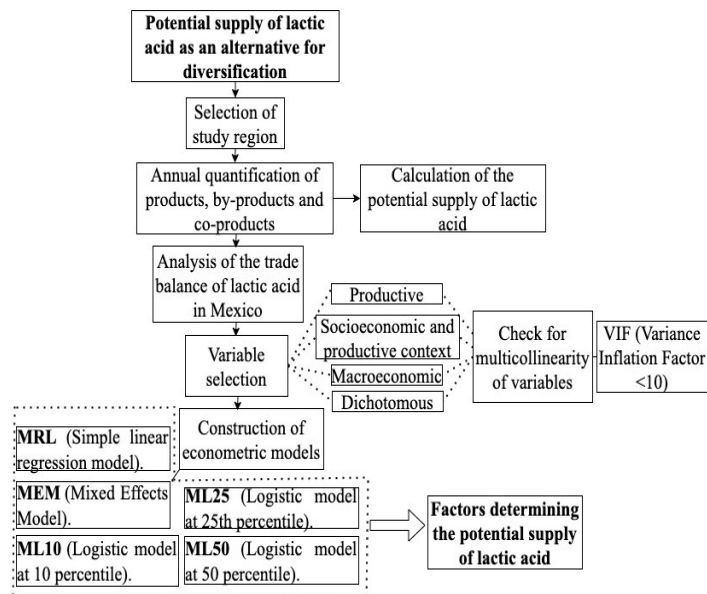 Potential supply of lactic
acid as an alternative for
diversification
Selection of
study region
Annual quantification of
products, by-products and
co-products
Calculation of the
potential supply of lactic
acid
Analysis of the trade
balance of lactic acid
in Mexico
Variable
selection
Productive
Socioeconomic and
productive context
Macroeconomic
Dichotomous
Check for
multicollinearity
of variables
VIF (Variance
Inflation Factor
<10)
Construction of
econometric models
MRL (Simple linear
regression model).
MEM (Mixed Effects
Model).
ML10 (Logistic model
at 10 percentile).
ML25 (Logistic model
at 25th percentile).
ML50 (Logistic model
at 50 percentile).
Factors determining
the potential supply
of lactic acid